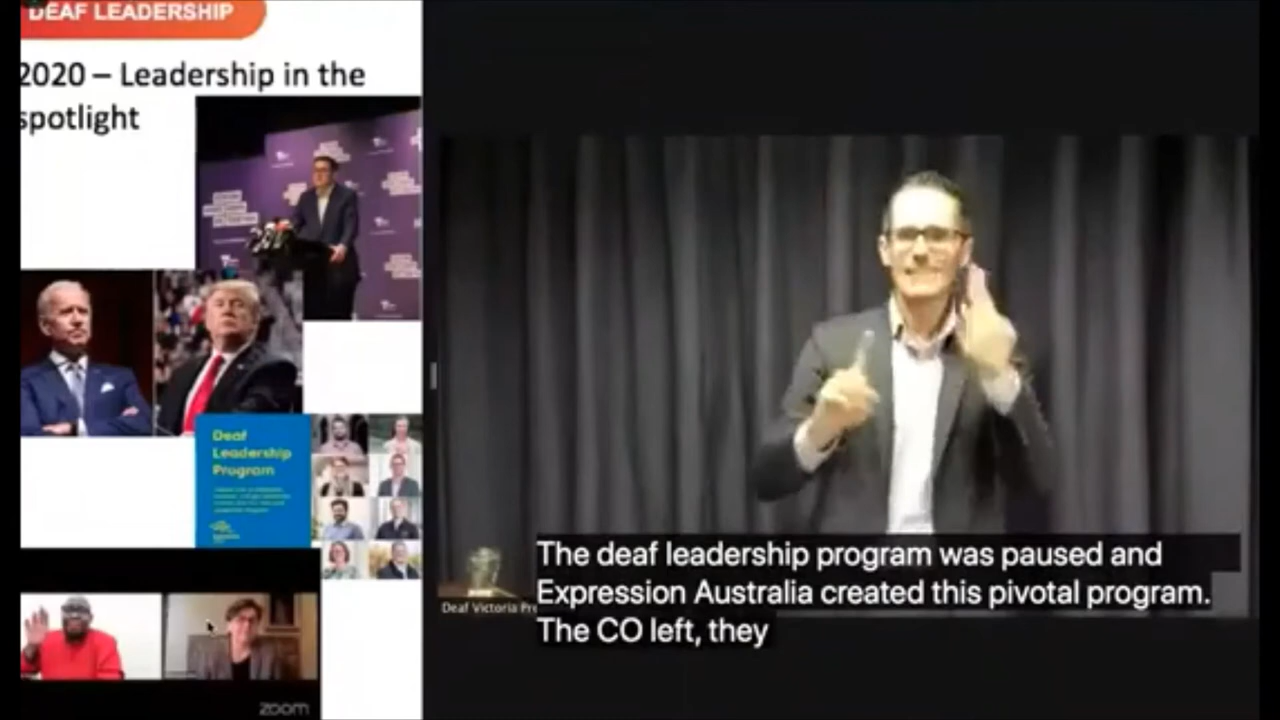 DEAF LEADERSHIP
2020 – Leadership in the
spotlight
Deaf
Leadership
Program
zoom
Deaf Victoria
The deaf leadership program was paused and
Expression Australia created this pivotal program.
The CO left, they